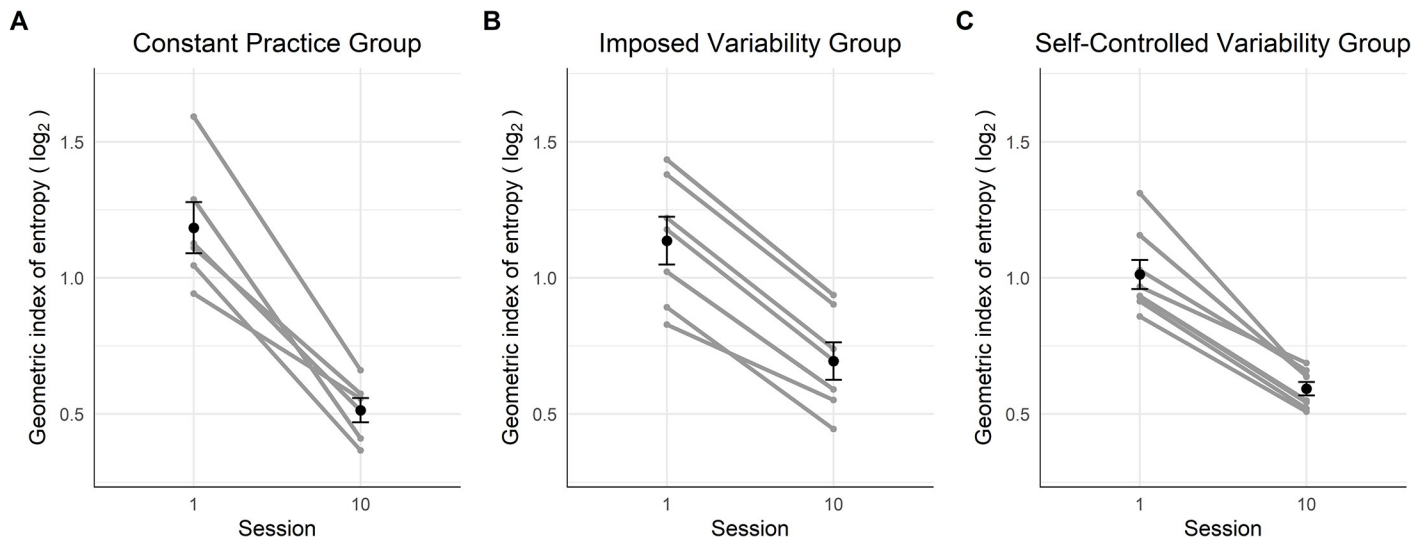 A
Constant Practice Group
Geometric index of entropy ( log₂ )
1.5
1.0
0.5
1 10
Session
B
Imposed Variability Group
Geometric index of entropy ( log₂ )
1.5
1.0
0.5
1 10
Session
C
Self-Controlled Variability Group
Geometric index of entropy ( log₂ )
1.5
1.0
0.5
1 10
Session